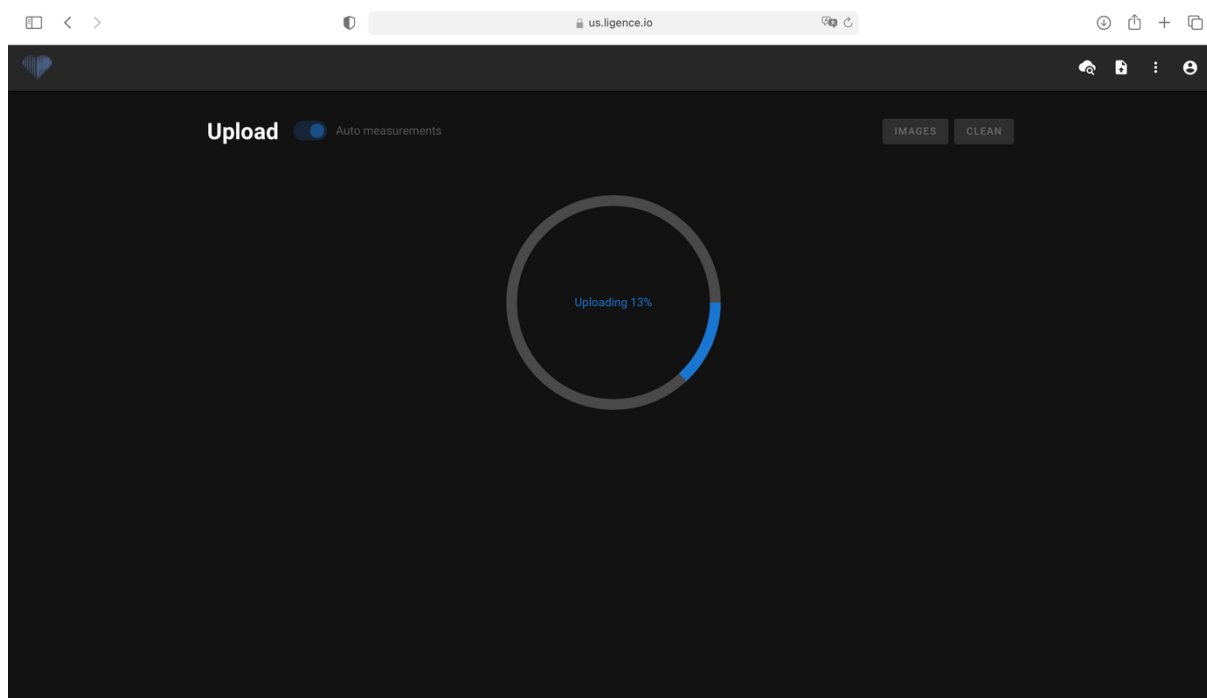 us.ligence.io
Upload
Auto measurements
IMAGES
CLEAN
Uploading 13%